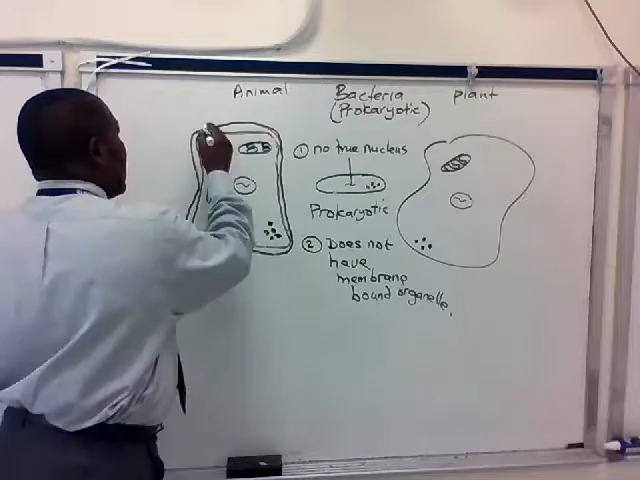 Animal
Bacteria
(Prokaryotic)
plant
① no true nucleus
Prokaryotic
② Does not
have
membrane
bound organelle.